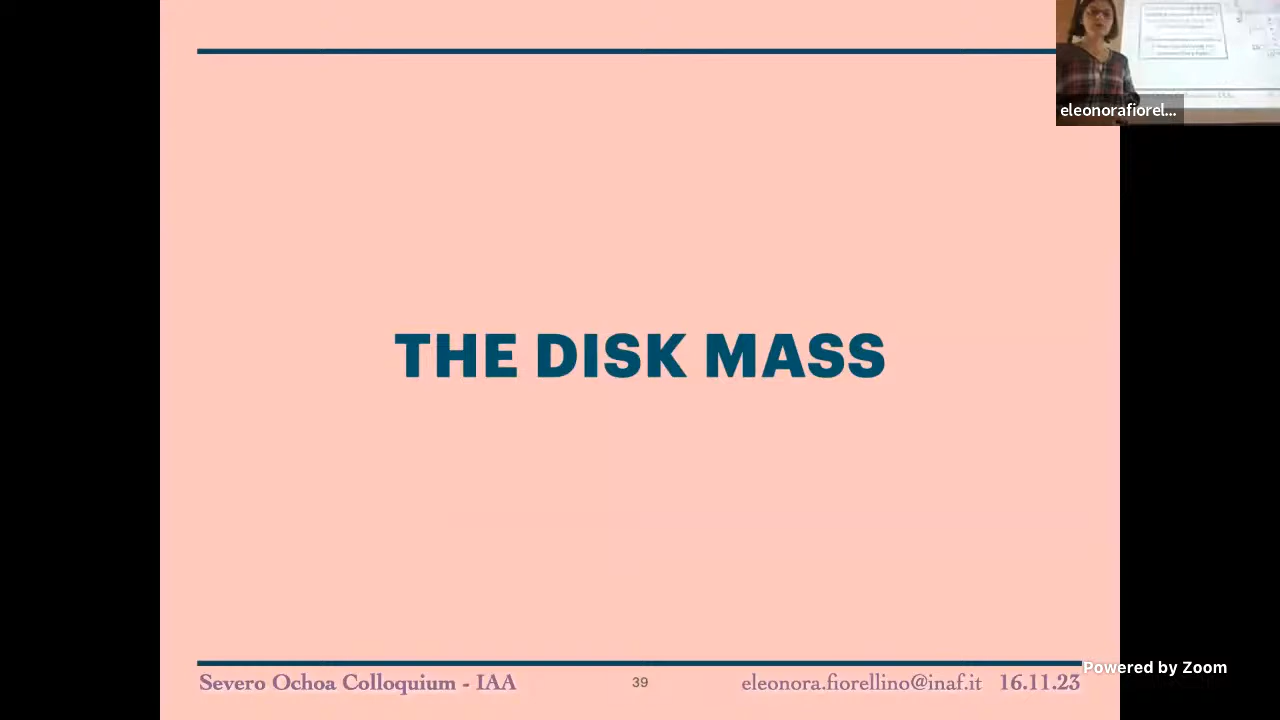 eleonorafiorel...
THE DISK MASS
Powered by Zoom
Severo Ochoa Colloquium - IAA 39 eleonora.fiorellino@inaf.it 16.11.23